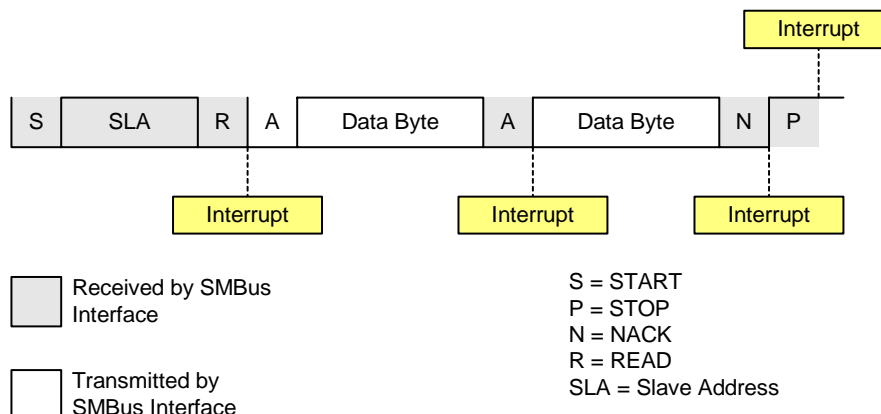 Interrupt
S SLA R A Data Byte A Data Byte N P
Interrupt Interrupt Interrupt
Received by SMBus
Interface
Transmitted by
SMBus Interface
S = START
P = STOP
N = NACK
R = READ
SLA = Slave Address